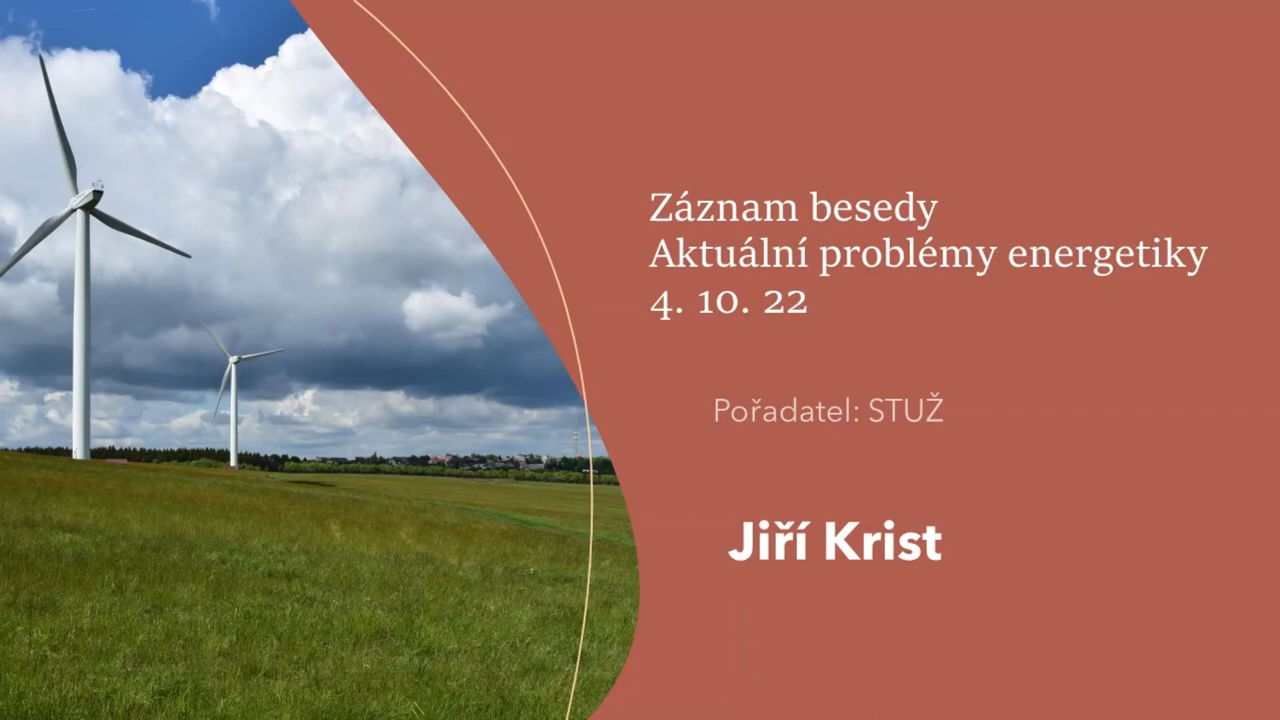 Záznam besedy
Aktuální problémy energetiky
4. 10. 22
Pořadatel: STUŽ
Jiří Krist